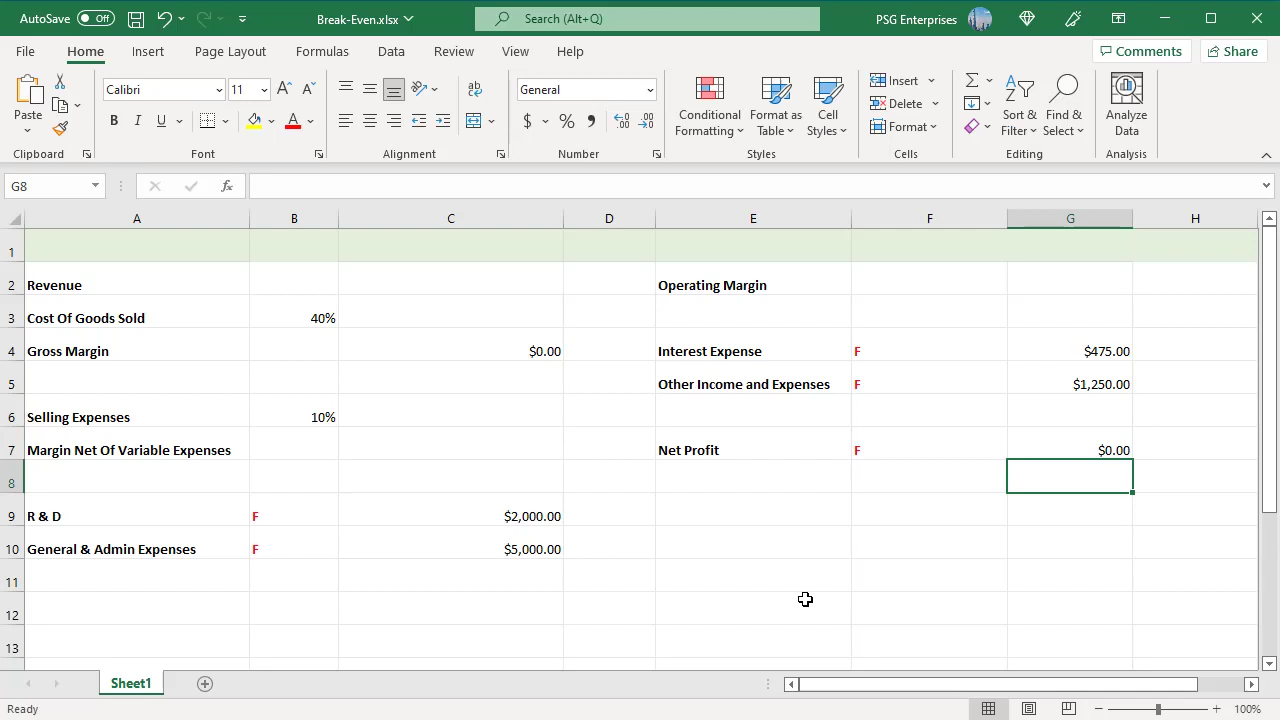 AutoSave Off Break-Even.xlsx Search (Alt+Q) PSG Enterprises
File Home Insert Page Layout Formulas Data Review View Help Comments Share
Calibri 11 General
Paste B I U $ % Conditional Formatting Format as Table Cell Styles Insert Delete Format Sort & Filter Find & Select Analyze Data
Clipboard Font Alignment Number Styles Cells Editing Analysis
G8 fx
A B C D E F G H
1
2 Revenue Operating Margin
3 Cost Of Goods Sold 40%
4 Gross Margin $0.00 Interest Expense F $475.00
5 Other Income and Expenses F $1,250.00
6 Selling Expenses 10%
7 Margin Net Of Variable Expenses Net Profit F $0.00
8
9 R & D F $2,000.00
10 General & Admin Expenses F $5,000.00
11
12
13
Sheet1
Ready 100%